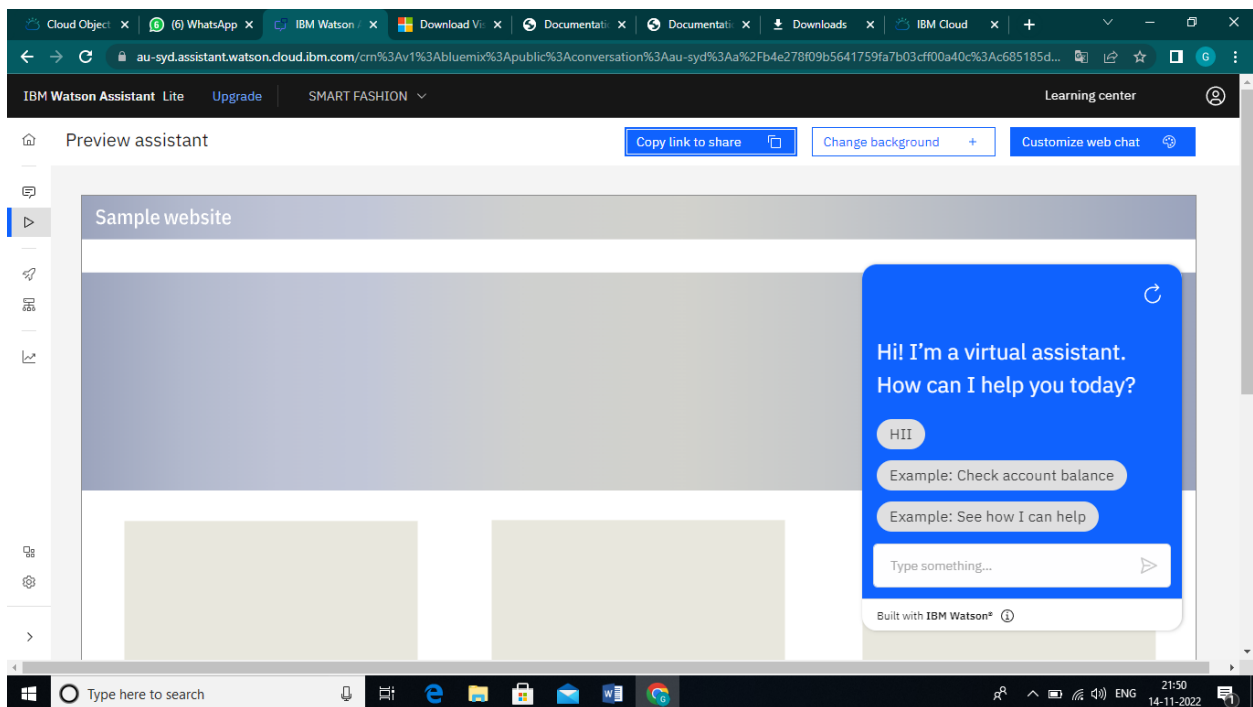 Cloud Object
(6) WhatsApp
IBM Watson A
Download Vis
Documentatio
Documentatio
Downloads
IBM Cloud
au-syd.assistant.watson.cloud.ibm.com/crn%3Av1%3Abluemix%3Apublic%3Aconversation%3Aau-syd%3Aa%2Fb4e278f09b5641759fa7b03cff00a40c%3Ac685185d...
G
IBM Watson Assistant Lite Upgrade SMART FASHION Learning center
Preview assistant Copy link to share Change background + Customize web chat
Sample website
Hi! I'm a virtual assistant.
How can I help you today?
HII
Example: Check account balance
Example: See how I can help
Type something...
Built with IBM Watson®
Type here to search
ENG
21:50
14-11-2022
1